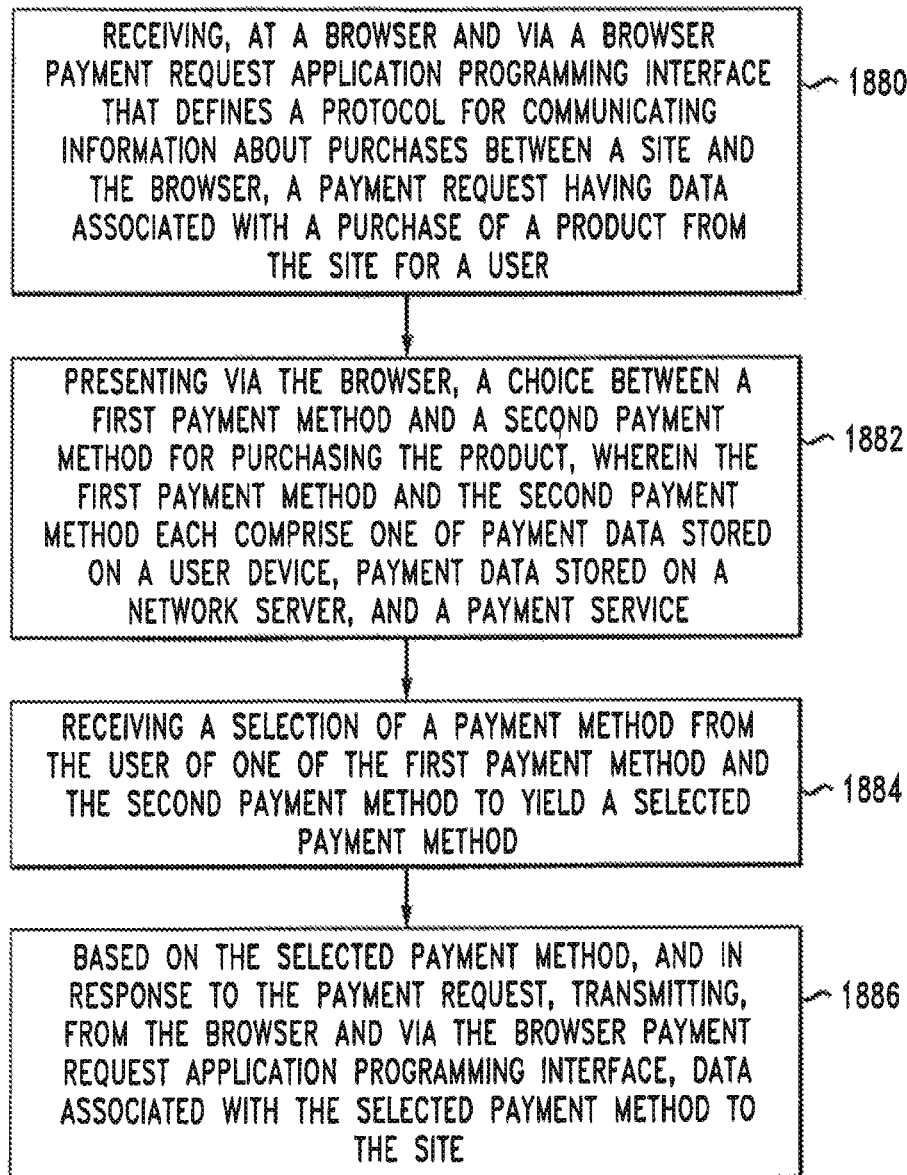 RECEIVING, AT A BROWSER AND VIA A BROWSER
PAYMENT REQUEST APPLICATION PROGRAMMING INTERFACE
THAT DEFINES A PROTOCOL FOR COMMUNICATING
INFORMATION ABOUT PURCHASES BETWEEN A SITE AND
THE BROWSER, A PAYMENT REQUEST HAVING DATA
ASSOCIATED WITH A PURCHASE OF A PRODUCT FROM
THE SITE FOR A USER
1880
PRESENTING VIA THE BROWSER, A CHOICE BETWEEN A
FIRST PAYMENT METHOD AND A SECOND PAYMENT
METHOD FOR PURCHASING THE PRODUCT, WHEREIN THE
FIRST PAYMENT METHOD AND THE SECOND PAYMENT
METHOD EACH COMPRISE ONE OF PAYMENT DATA STORED
ON A USER DEVICE, PAYMENT DATA STORED ON A
NETWORK SERVER, AND A PAYMENT SERVICE
1882
RECEIVING A SELECTION OF A PAYMENT METHOD FROM
THE USER OF ONE OF THE FIRST PAYMENT METHOD AND
THE SECOND PAYMENT METHOD TO YIELD A SELECTED
PAYMENT METHOD
1884
BASED ON THE SELECTED PAYMENT METHOD, AND IN
RESPONSE TO THE PAYMENT REQUEST, TRANSMITTING,
FROM THE BROWSER AND VIA THE BROWSER PAYMENT
REQUEST APPLICATION PROGRAMMING INTERFACE, DATA
ASSOCIATED WITH THE SELECTED PAYMENT METHOD TO
THE SITE
1886